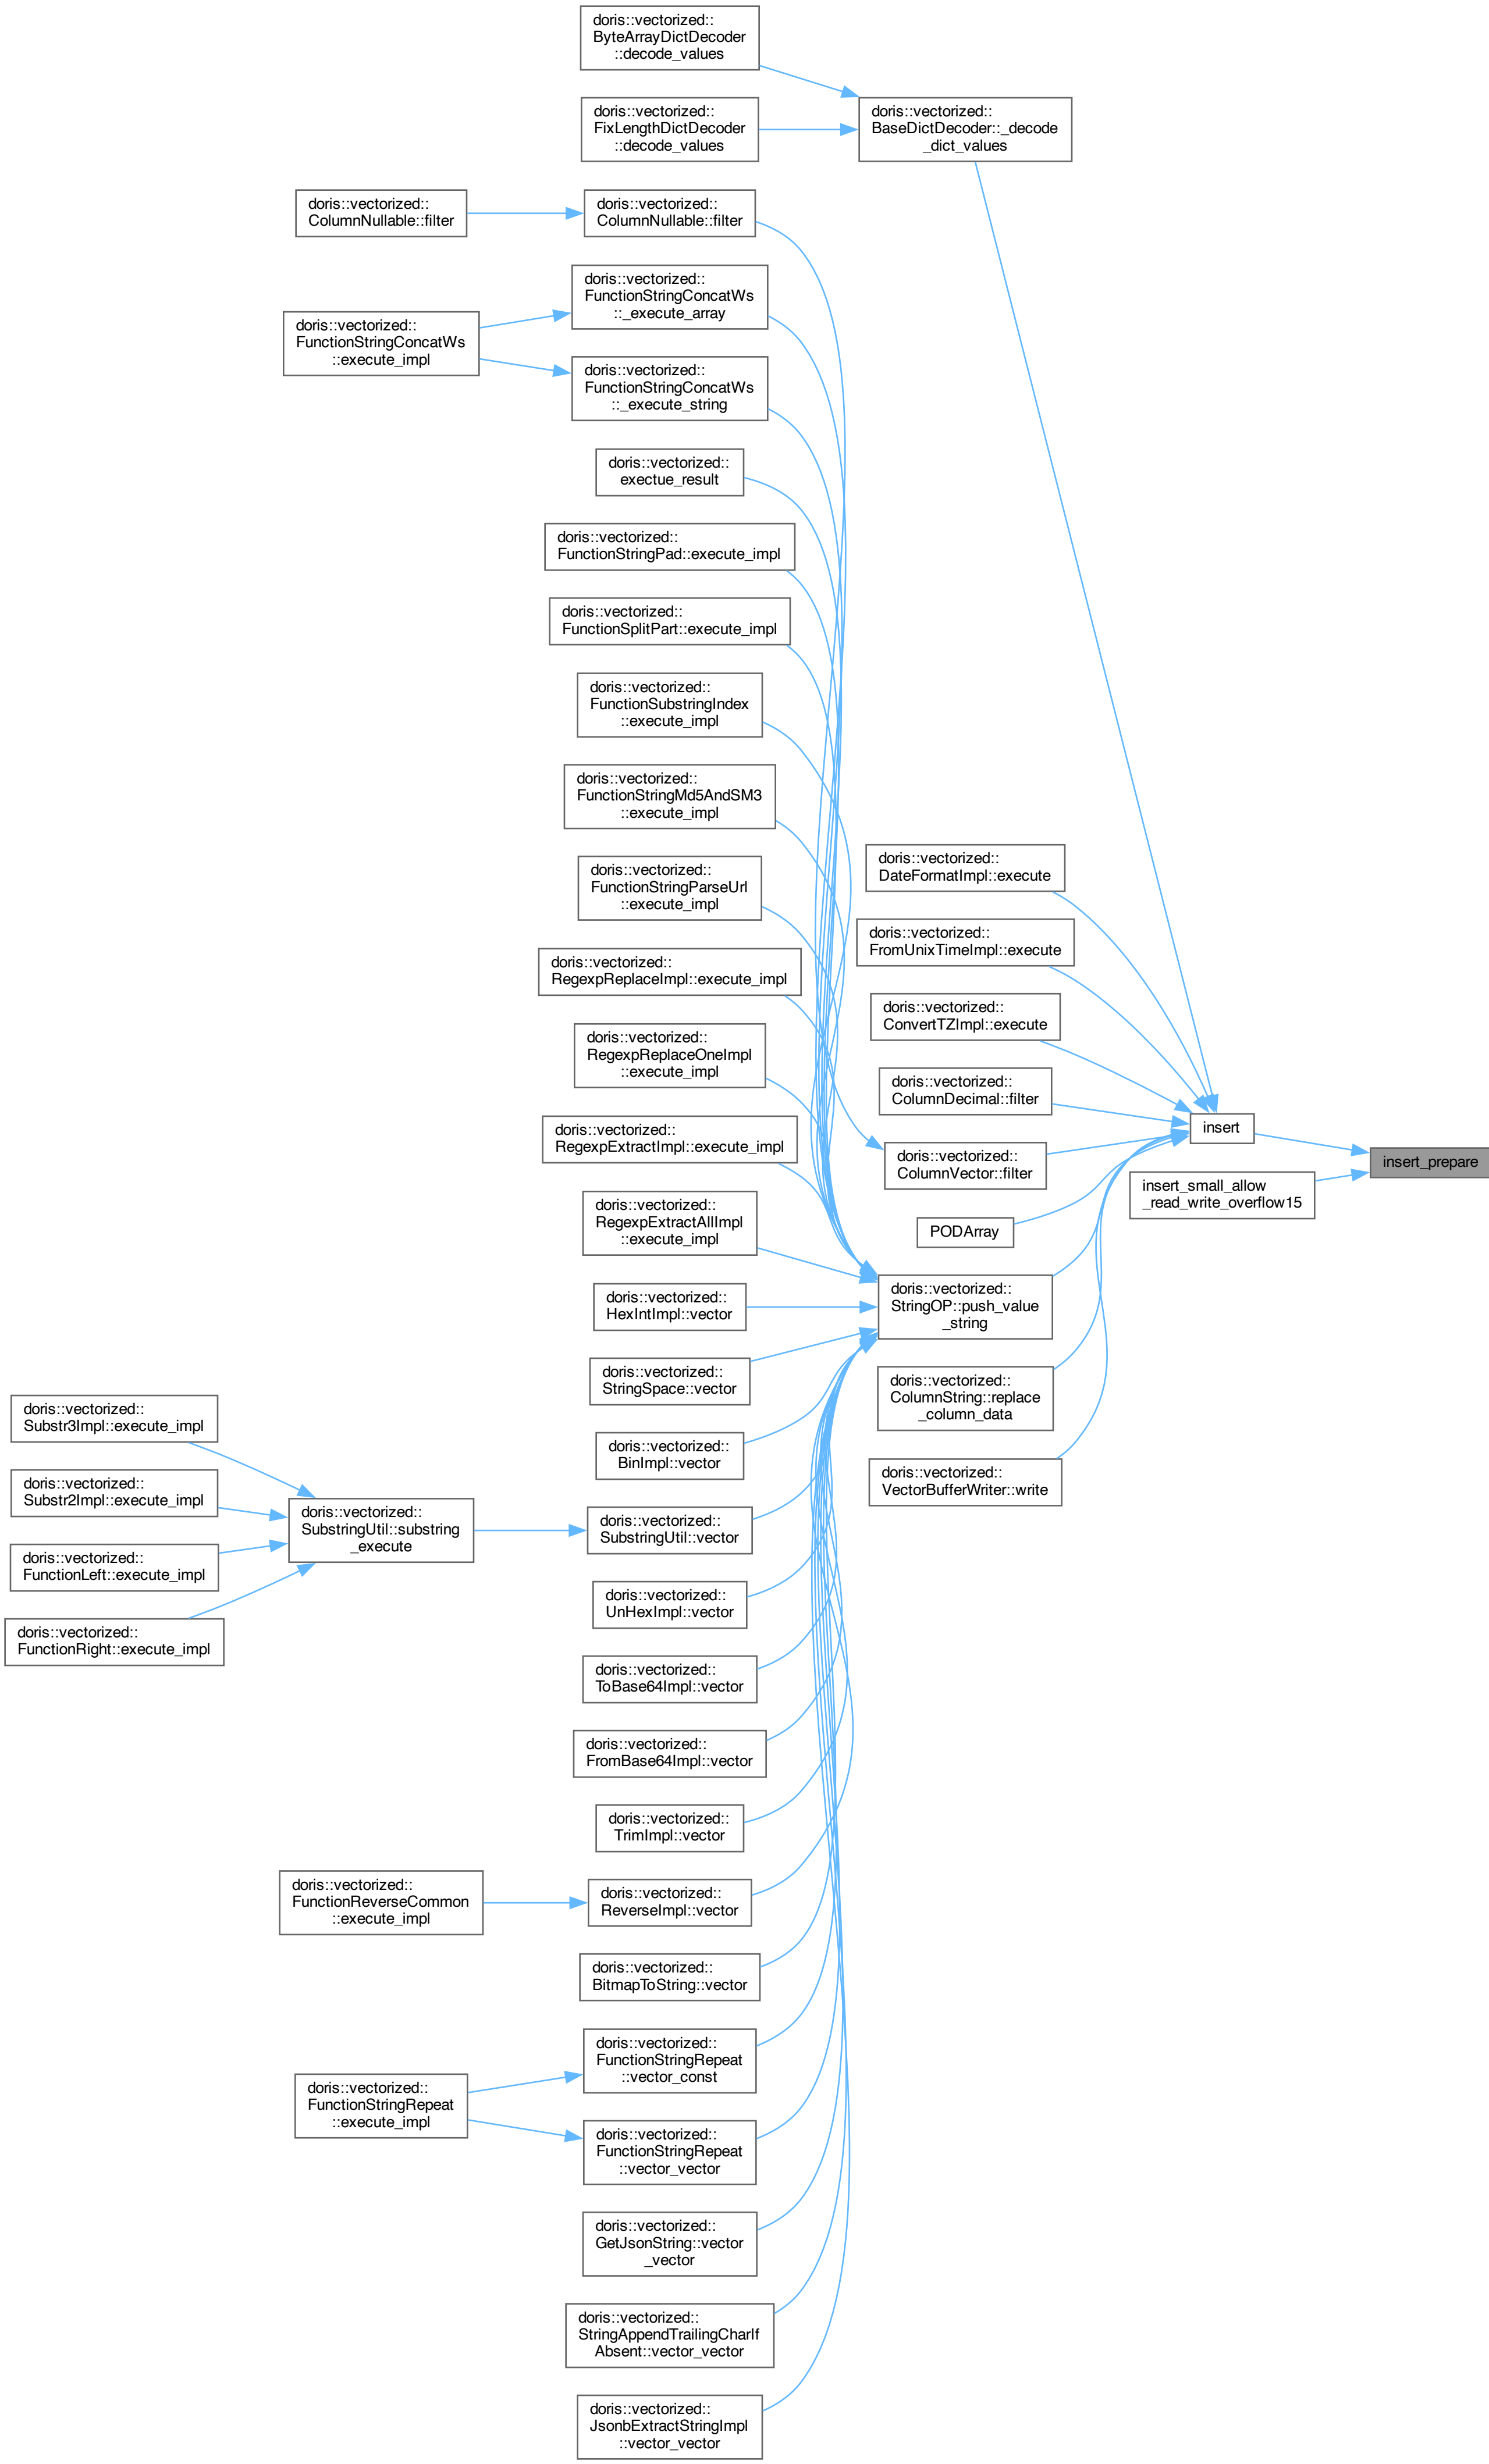 doris::vectorized::
ByteArrayDictDecoder
::decode_values
doris::vectorized::
FixLengthDictDecoder
::decode_values
doris::vectorized::
BaseDictDecoder::_decode
_dict_values
doris::vectorized::
ColumnNullable::filter
doris::vectorized::
ColumnNullable::filter
doris::vectorized::
FunctionStringConcatWs
::_execute_array
doris::vectorized::
FunctionStringConcatWs
::execute_impl
doris::vectorized::
FunctionStringConcatWs
::_execute_string
doris::vectorized::
exectue_result
doris::vectorized::
FunctionStringPad::execute_impl
doris::vectorized::
FunctionSplitPart::execute_impl
doris::vectorized::
FunctionSubstringIndex
::execute_impl
doris::vectorized::
FunctionStringMd5AndSM3
::execute_impl
doris::vectorized::
FunctionStringParseUrl
::execute_impl
doris::vectorized::
RegexpReplaceImpl::execute_impl
doris::vectorized::
RegexpReplaceOneImpl
::execute_impl
doris::vectorized::
RegexpExtractImpl::execute_impl
doris::vectorized::
RegexpExtractAllImpl
::execute_impl
doris::vectorized::
HexIntImpl::vector
doris::vectorized::
StringSpace::vector
doris::vectorized::
BinImpl::vector
doris::vectorized::
SubstringUtil::vector
doris::vectorized::
UnHexImpl::vector
doris::vectorized::
ToBase64Impl::vector
doris::vectorized::
FromBase64Impl::vector
doris::vectorized::
TrimImpl::vector
doris::vectorized::
ReverseImpl::vector
doris::vectorized::
BitmapToString::vector
doris::vectorized::
FunctionStringRepeat
::vector_const
doris::vectorized::
FunctionStringRepeat
::vector_vector
doris::vectorized::
GetJsonString::vector
_vector
doris::vectorized::
StringAppendTrailingCharIf
Absent::vector_vector
doris::vectorized::
JsonbExtractStringImpl
::vector_vector
doris::vectorized::
Substr3Impl::execute_impl
doris::vectorized::
Substr2Impl::execute_impl
doris::vectorized::
FunctionLeft::execute_impl
doris::vectorized::
FunctionRight::execute_impl
doris::vectorized::
SubstringUtil::substring
_execute
doris::vectorized::
FunctionReverseCommon
::execute_impl
doris::vectorized::
FunctionStringRepeat
::execute_impl
doris::vectorized::
DateFormatImpl::execute
doris::vectorized::
FromUnixTimeImpl::execute
doris::vectorized::
ConvertTZImpl::execute
doris::vectorized::
ColumnDecimal::filter
doris::vectorized::
ColumnVector::filter
PODArray
doris::vectorized::
StringOP::push_value
_string
doris::vectorized::
ColumnString::replace
_column_data
doris::vectorized::
VectorBufferWriter::write
insert
insert_small_allow
_read_write_overflow15
insert_prepare